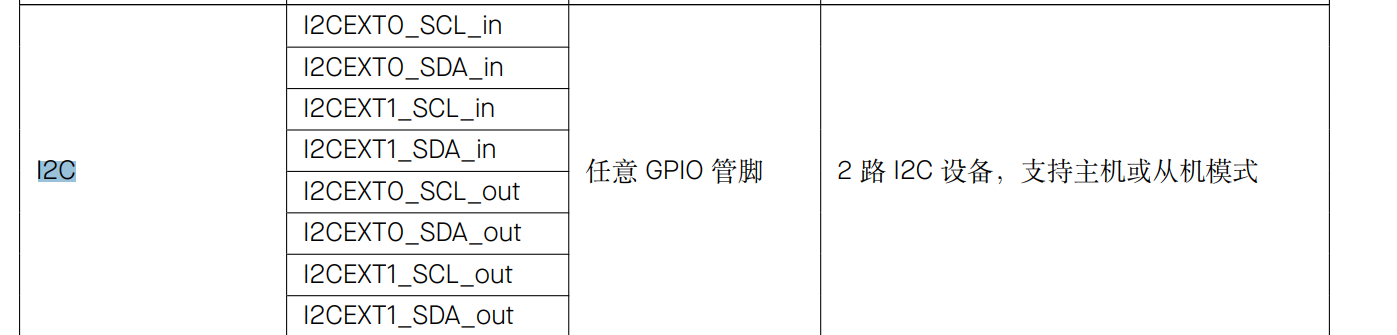 I2C
I2CEXT0_SCL_in
I2CEXT0_SDA_in
I2CEXT1_SCL_in
I2CEXT1_SDA_in
I2CEXT0_SCL_out
I2CEXT0_SDA_out
I2CEXT1_SCL_out
I2CEXT1_SDA_out
任意 GPIO 管脚
2 路 I2C 设备，支持主机或从机模式